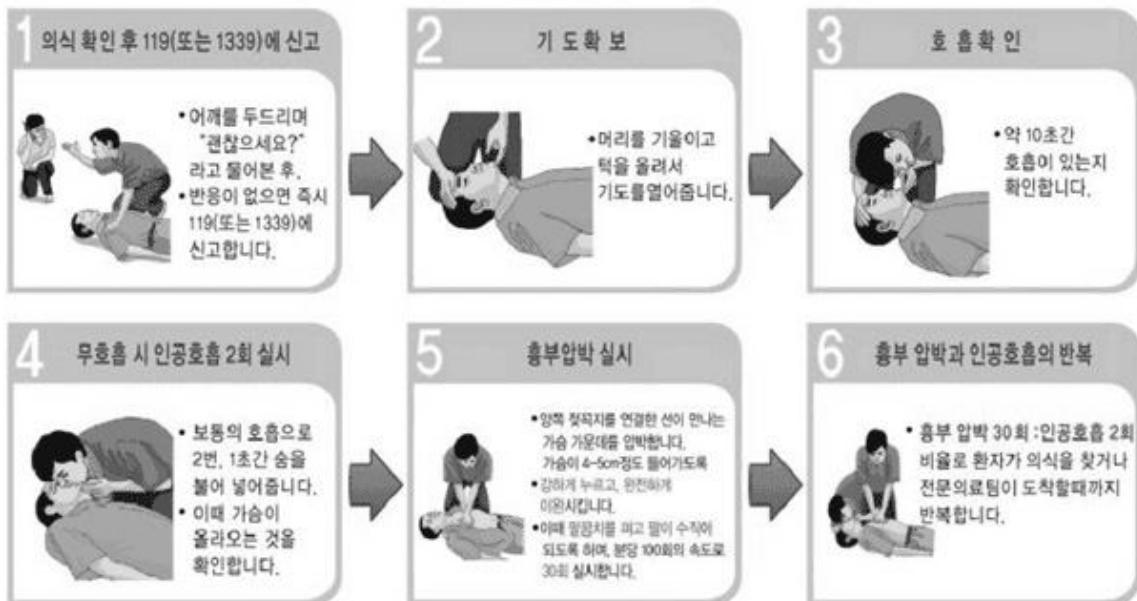 1 의식 확인 후 119(또는 1339)에 신고
• 어깨를 두드리며
"괜찮으세요?"
라고 물어본 후,
• 반응이 없으면 즉시
119(또는 1339)에
신고합니다.
2 기 도 확 보
• 머리를 기울이고
턱을 올려서
기도를열어줍니다.
3 호 흡 확 인
• 약 10초간
호흡이 있는지
확인합니다.
4 무호흡 시 인공호흡 2회 실시
• 보통의 호흡으로
2번, 1초간 숨을
불어 넣어줍니다.
• 이때 가슴이
올라오는 것을
확인합니다.
5 흉부압박 실시
• 양쪽 젖꼭지를 연결한 선이 만나는
가슴 가운데를 압박합니다.
가슴이 4~5cm정도 들어가도록
• 강하게 누르고, 완전하게
이완시킵니다.
• 이때 팔꿈치를 펴고 팔이 수직이
되도록 하며, 분당 100회의 속도로
30회 실시합니다.
6 흉부 압박과 인공호흡의 반복
• 흉부 압박 30회 : 인공호흡 2회
비율로 환자가 의식을 찾거나
전문의료팀이 도착할때까지
반복합니다.